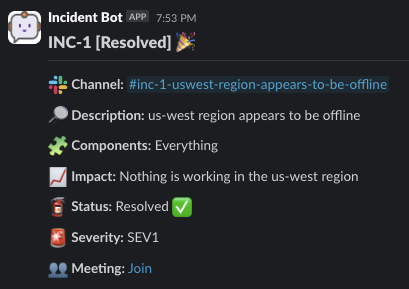 Incident Bot APP 7:53 PM
INC-1 [Resolved] 🎉
Channel: #inc-1-uswest-region-appears-to-be-offline
Description: us-west region appears to be offline
Components: Everything
Impact: Nothing is working in the us-west region
Status: Resolved ✅
Severity: SEV1
Meeting: Join